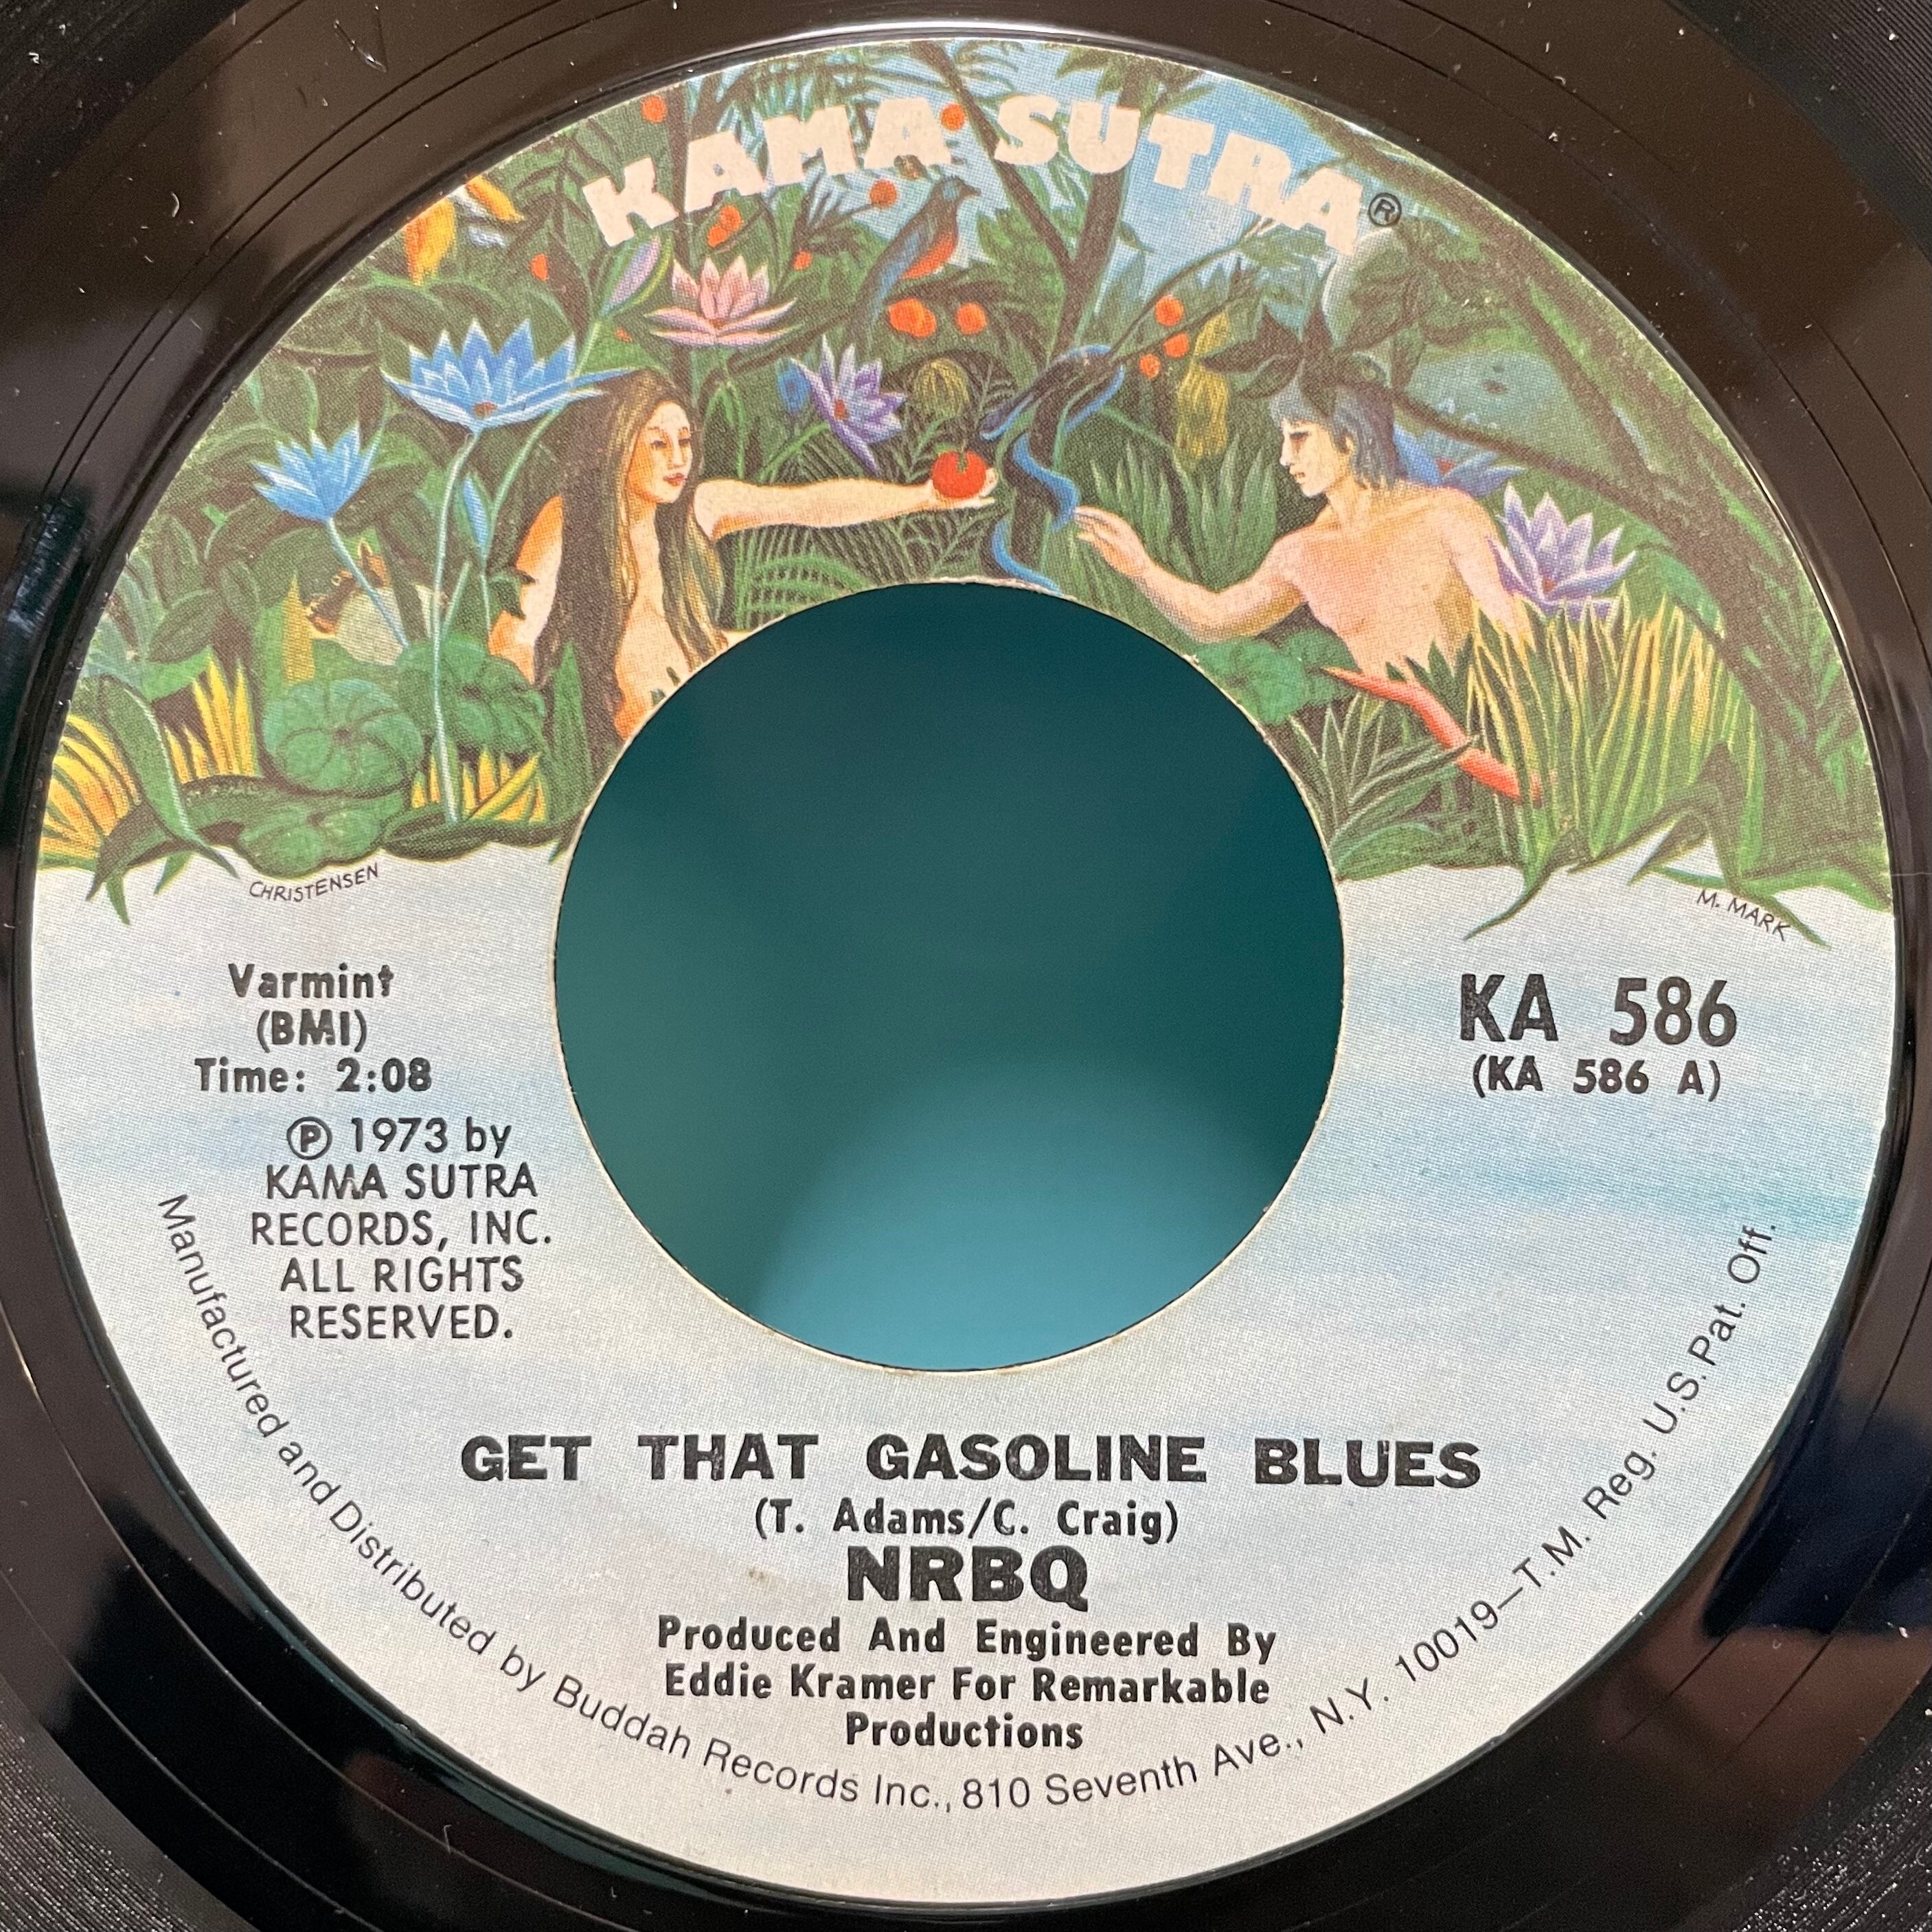 KAMA SUTRA®
CHRISTENSEN
M. MARK
Varmint
(BMI)
Time: 2:08
℗ 1973 by
KAMA SUTRA
RECORDS, INC.
ALL RIGHTS
RESERVED.
KA 586
(KA 586 A)
GET THAT GASOLINE BLUES
(T. Adams/C. Craig)
NRBQ
Produced And Engineered By
Eddie Kramer For Remarkable
Productions
Manufactured and Distributed by Buddah Records Inc., 810 Seventh Ave., N.Y. 10019–T.M. Reg. U.S. Pat. Off.